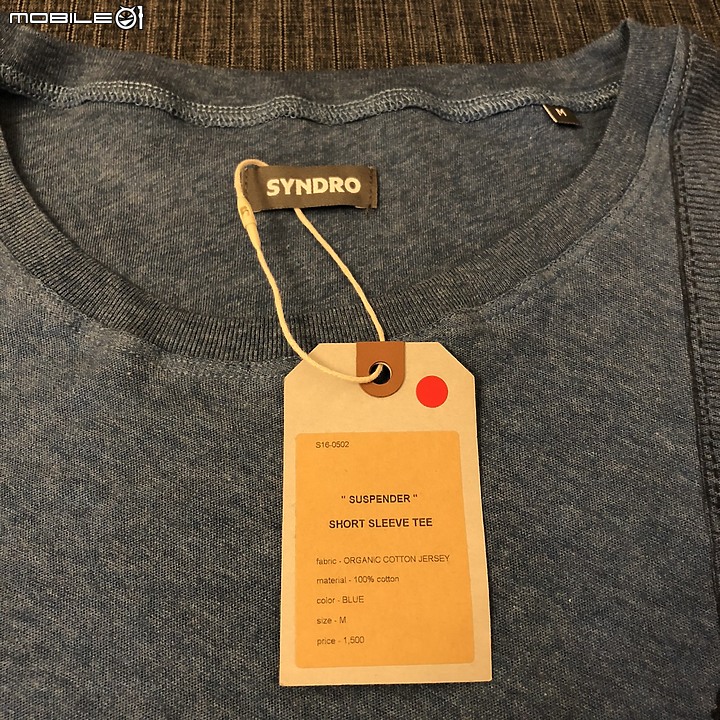 MOBILE01
M
SYNDRO
S16-0502
" SUSPENDER "
SHORT SLEEVE TEE
fabric - ORGANIC COTTON JERSEY
material - 100% cotton
color - BLUE
size - M
price - 1,500